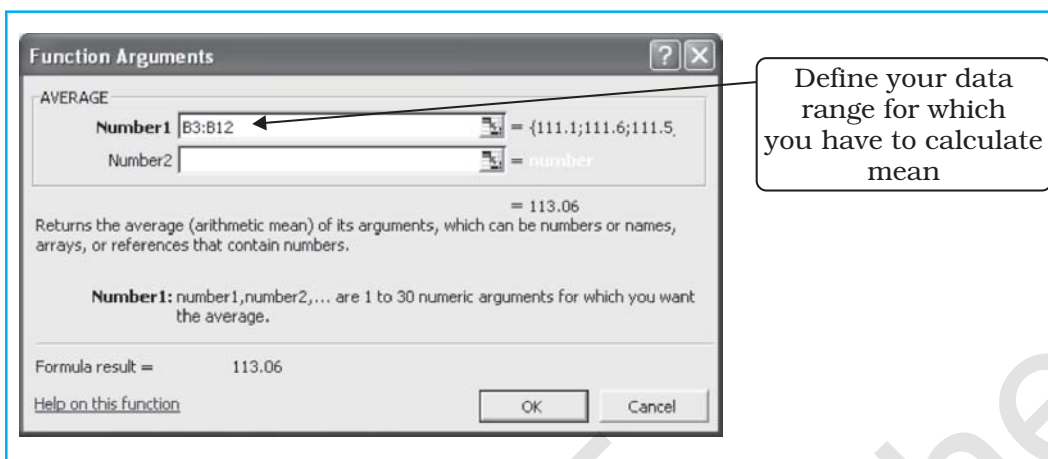 Function Arguments
AVERAGE
Number1 B3:B12 = {111.1;111.6;111.5;
Number2 = number
= 113.06
Returns the average (arithmetic mean) of its arguments, which can be numbers or names,
arrays, or references that contain numbers.
Number1: number1,number2,... are 1 to 30 numeric arguments for which you want
the average.
Formula result = 113.06
Help on this function
OK Cancel
Define your data
range for which
you have to calculate
mean